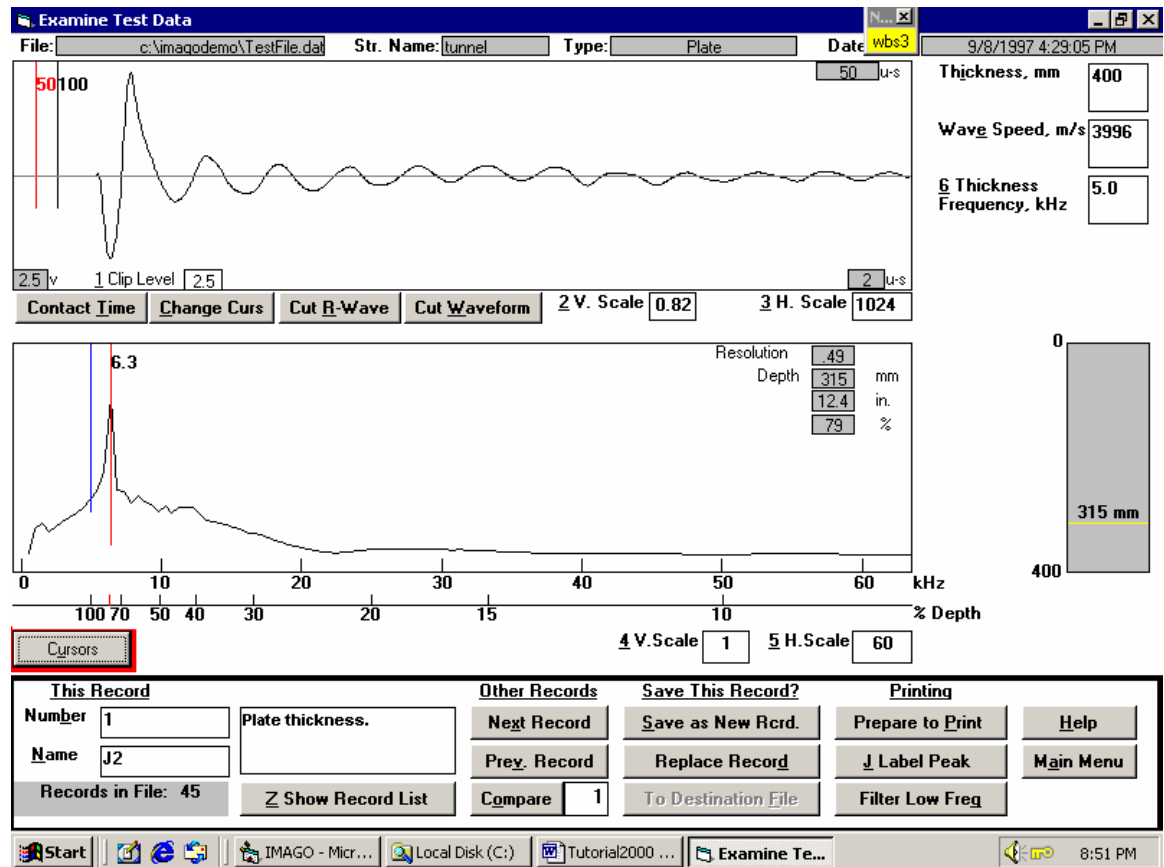 Examine Test Data
N...
wbs3
File: c:\imagodemo\TestFile.dat Str. Name: tunnel Type: Plate Date 9/8/1997 4:29:05 PM
50 100
50 u-s
Thickness, mm 400
Wave Speed, m/s 3996
6 Thickness Frequency, kHz 5.0
2.5 v 1 Clip Level 2.5 2 u-s
Contact Time Change Curs Cut R-Wave Cut Waveform 2 V. Scale 0.82 3 H. Scale 1024
6.3
Resolution .49
Depth 315 mm
12.4 in.
79 %
0
315 mm
400
0 10 20 30 40 50 60 kHz
100 70 50 40 30 20 15 10 % Depth
Cursors
4 V.Scale 1 5 H.Scale 60
This Record Other Records Save This Record? Printing
Number 1 Plate thickness. Next Record Save as New Rcrd. Prepare to Print Help
Name J2 Prev. Record Replace Record J Label Peak Main Menu
Records in File: 45 Z Show Record List Compare 1 To Destination File Filter Low Freq
Start IMAGO - Micr... Local Disk (C:) Tutorial2000 ... Examine Te... 8:51 PM